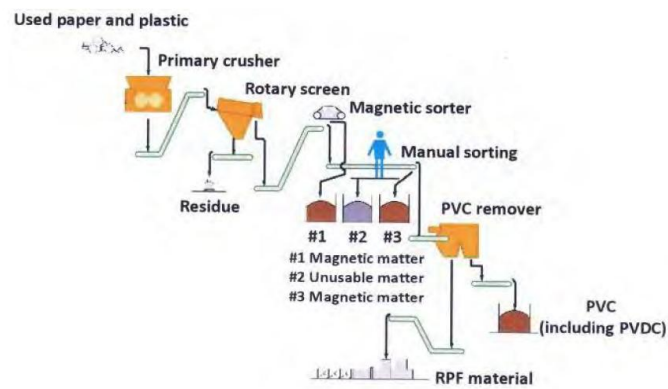 Used paper and plastic
Primary crusher
Rotary screen
Magnetic sorter
Manual sorting
Residue
#1 #2 #3
PVC remover
#1 Magnetic matter
#2 Unusable matter
#3 Magnetic matter
PVC
(including PVDC)
RPF material